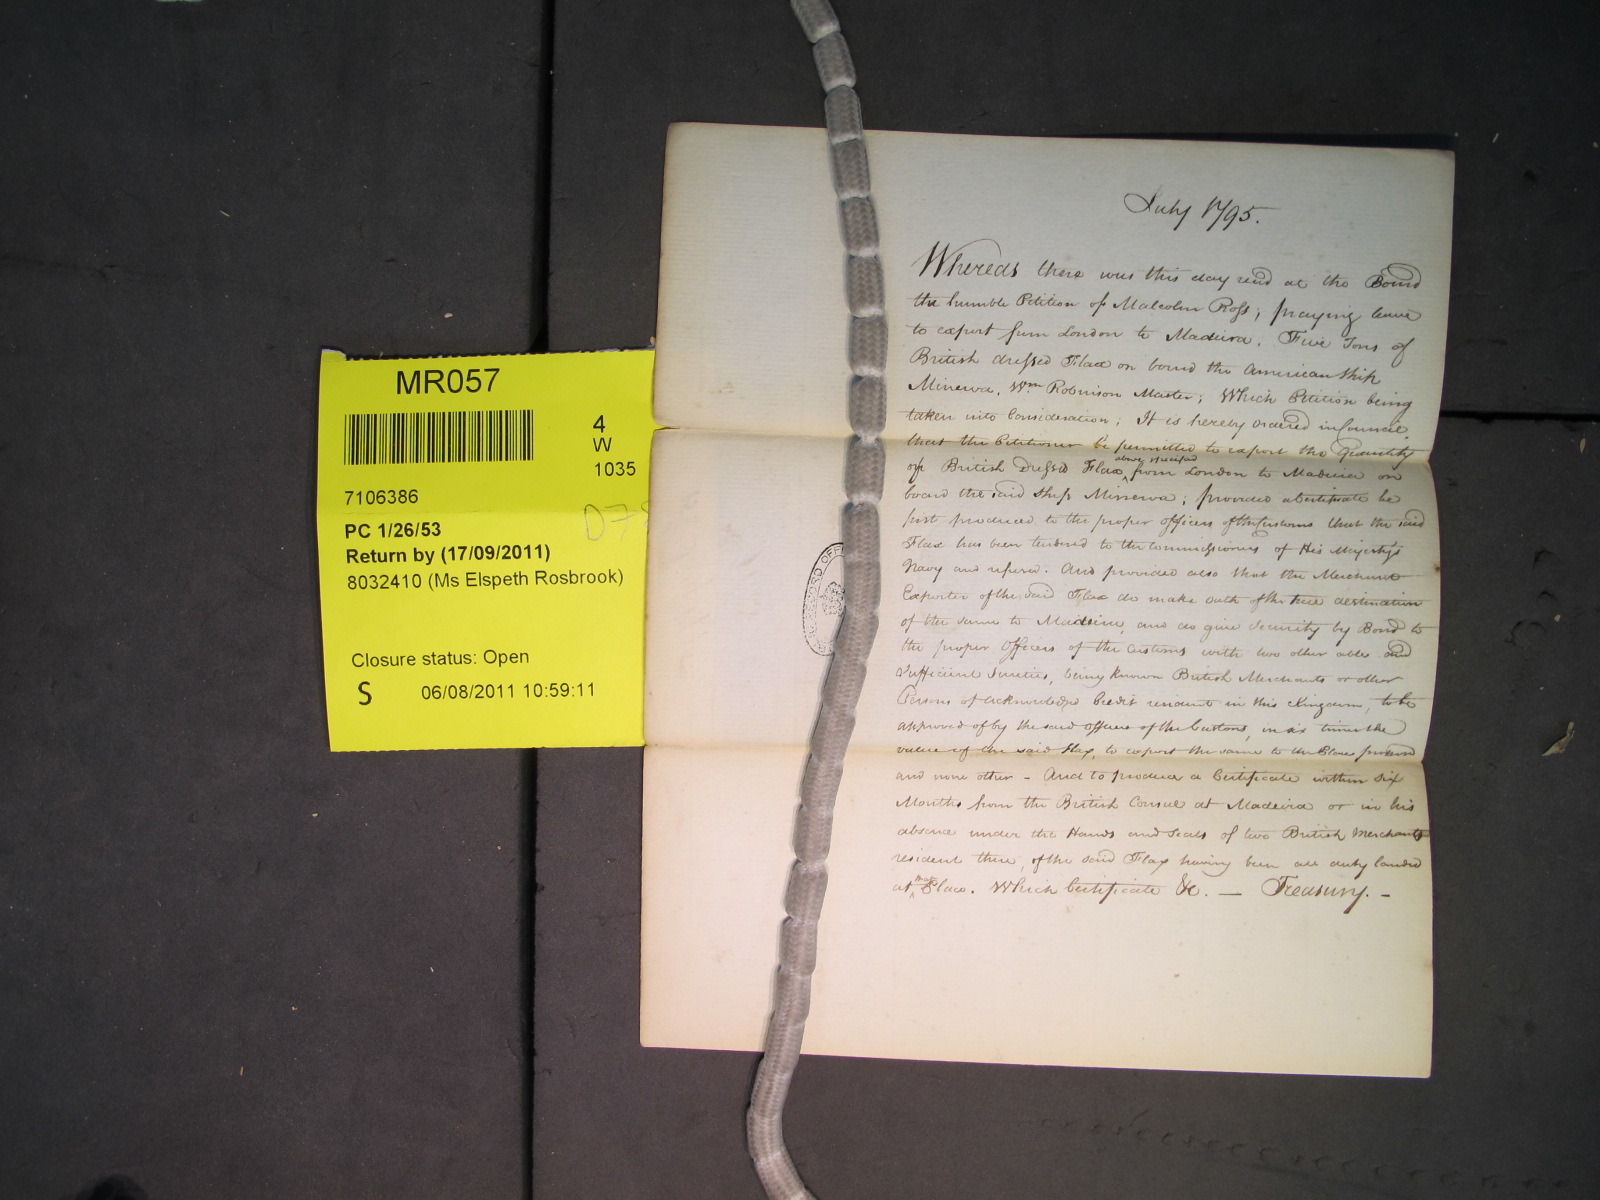 MR057
4
W
1035
7106386
D7
PC 1/26/53
Return by (17/09/2011)
8032410 (Ms Elspeth Rosbrook)
Closure status: Open
S 06/08/2011 10:59:11
RECORD OFF
July 1795.
Whereas there was this day read at the Board
the humble Petition of Malcolm Ross; praying leave
to export from London to Madeira, Five Tons of
British dressed Flax on board the American Ship
Minerva, Wm Robinson Master; Which Petition being
taken into Consideration; It is hereby ordered in Council,
that the Petitioner be permitted to export the Quantity
of British Dressed Flax above specified from London to Madeira on
board the said Ship Minerva; provided a Certificate be
first produced to the proper officers of the Customs that the said
Flax has been tendered to the Commissioners of His Majesty's
Navy and refused. And provided also that the Merchant
Exporter of the said Flax do make oath of the true destination
of the same to Madeira, and do give Security by Bond to
the proper Officers of the Customs with two other able and
Sufficient Sureties, being known British Merchants or other
Persons of acknowledged Credit resident in this Kingdom, to be
approved of by the said officers of the Customs, in six times the
value of the said Flax, to export the same to the Place proposed
and none other - And to produce a Certificate within six
Months from the British Consul at Madeira or in his
absence under the Hands and Seals of two British Merchants
resident there, of the said Flax having been all duly landed
at that Place. Which Certificate &c. — Treasury. -